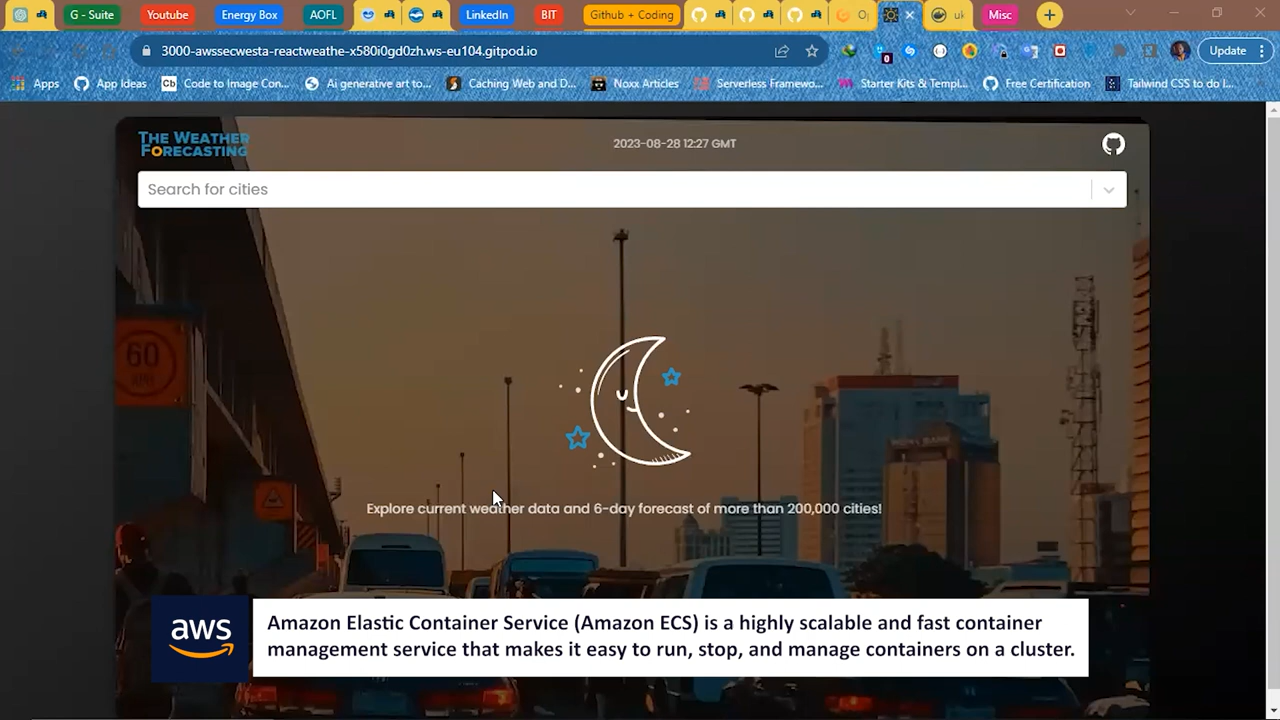 G - Suite
Youtube
Energy Box
AOFL
LinkedIn
BIT
Github + Coding
Misc
3000-awssecwesta-reactweathe-x580i0gd0zh.ws-eu104.gitpod.io
Update
Apps
App Ideas
Code to Image Con...
Ai generative art to...
Caching Web and D...
Noxx Articles
Serverless Framewo...
Starter Kits & Templ...
Free Certification
Tailwind CSS to do l...
THE WEATHER
FORECASTING
2023-08-28 12:27 GMT
Search for cities
60
Explore current weather data and 6-day forecast of more than 200,000 cities!
aws
Amazon Elastic Container Service (Amazon ECS) is a highly scalable and fast container
management service that makes it easy to run, stop, and manage containers on a cluster.